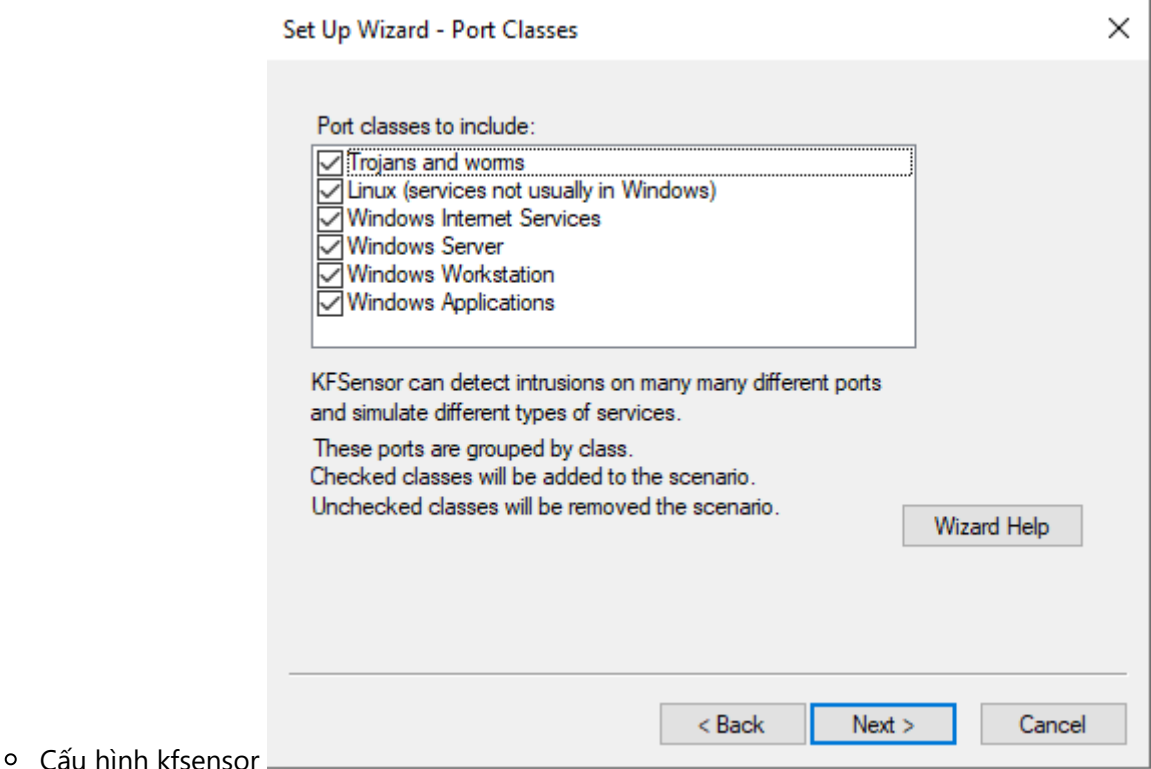 Set Up Wizard - Port Classes
Port classes to include:
Trojans and worms
Linux (services not usually in Windows)
Windows Internet Services
Windows Server
Windows Workstation
Windows Applications
KFSensor can detect intrusions on many many different ports
and simulate different types of services.
These ports are grouped by class.
Checked classes will be added to the scenario.
Unchecked classes will be removed the scenario.
Wizard Help
< Back Next > Cancel
Cấu hình kfsensor